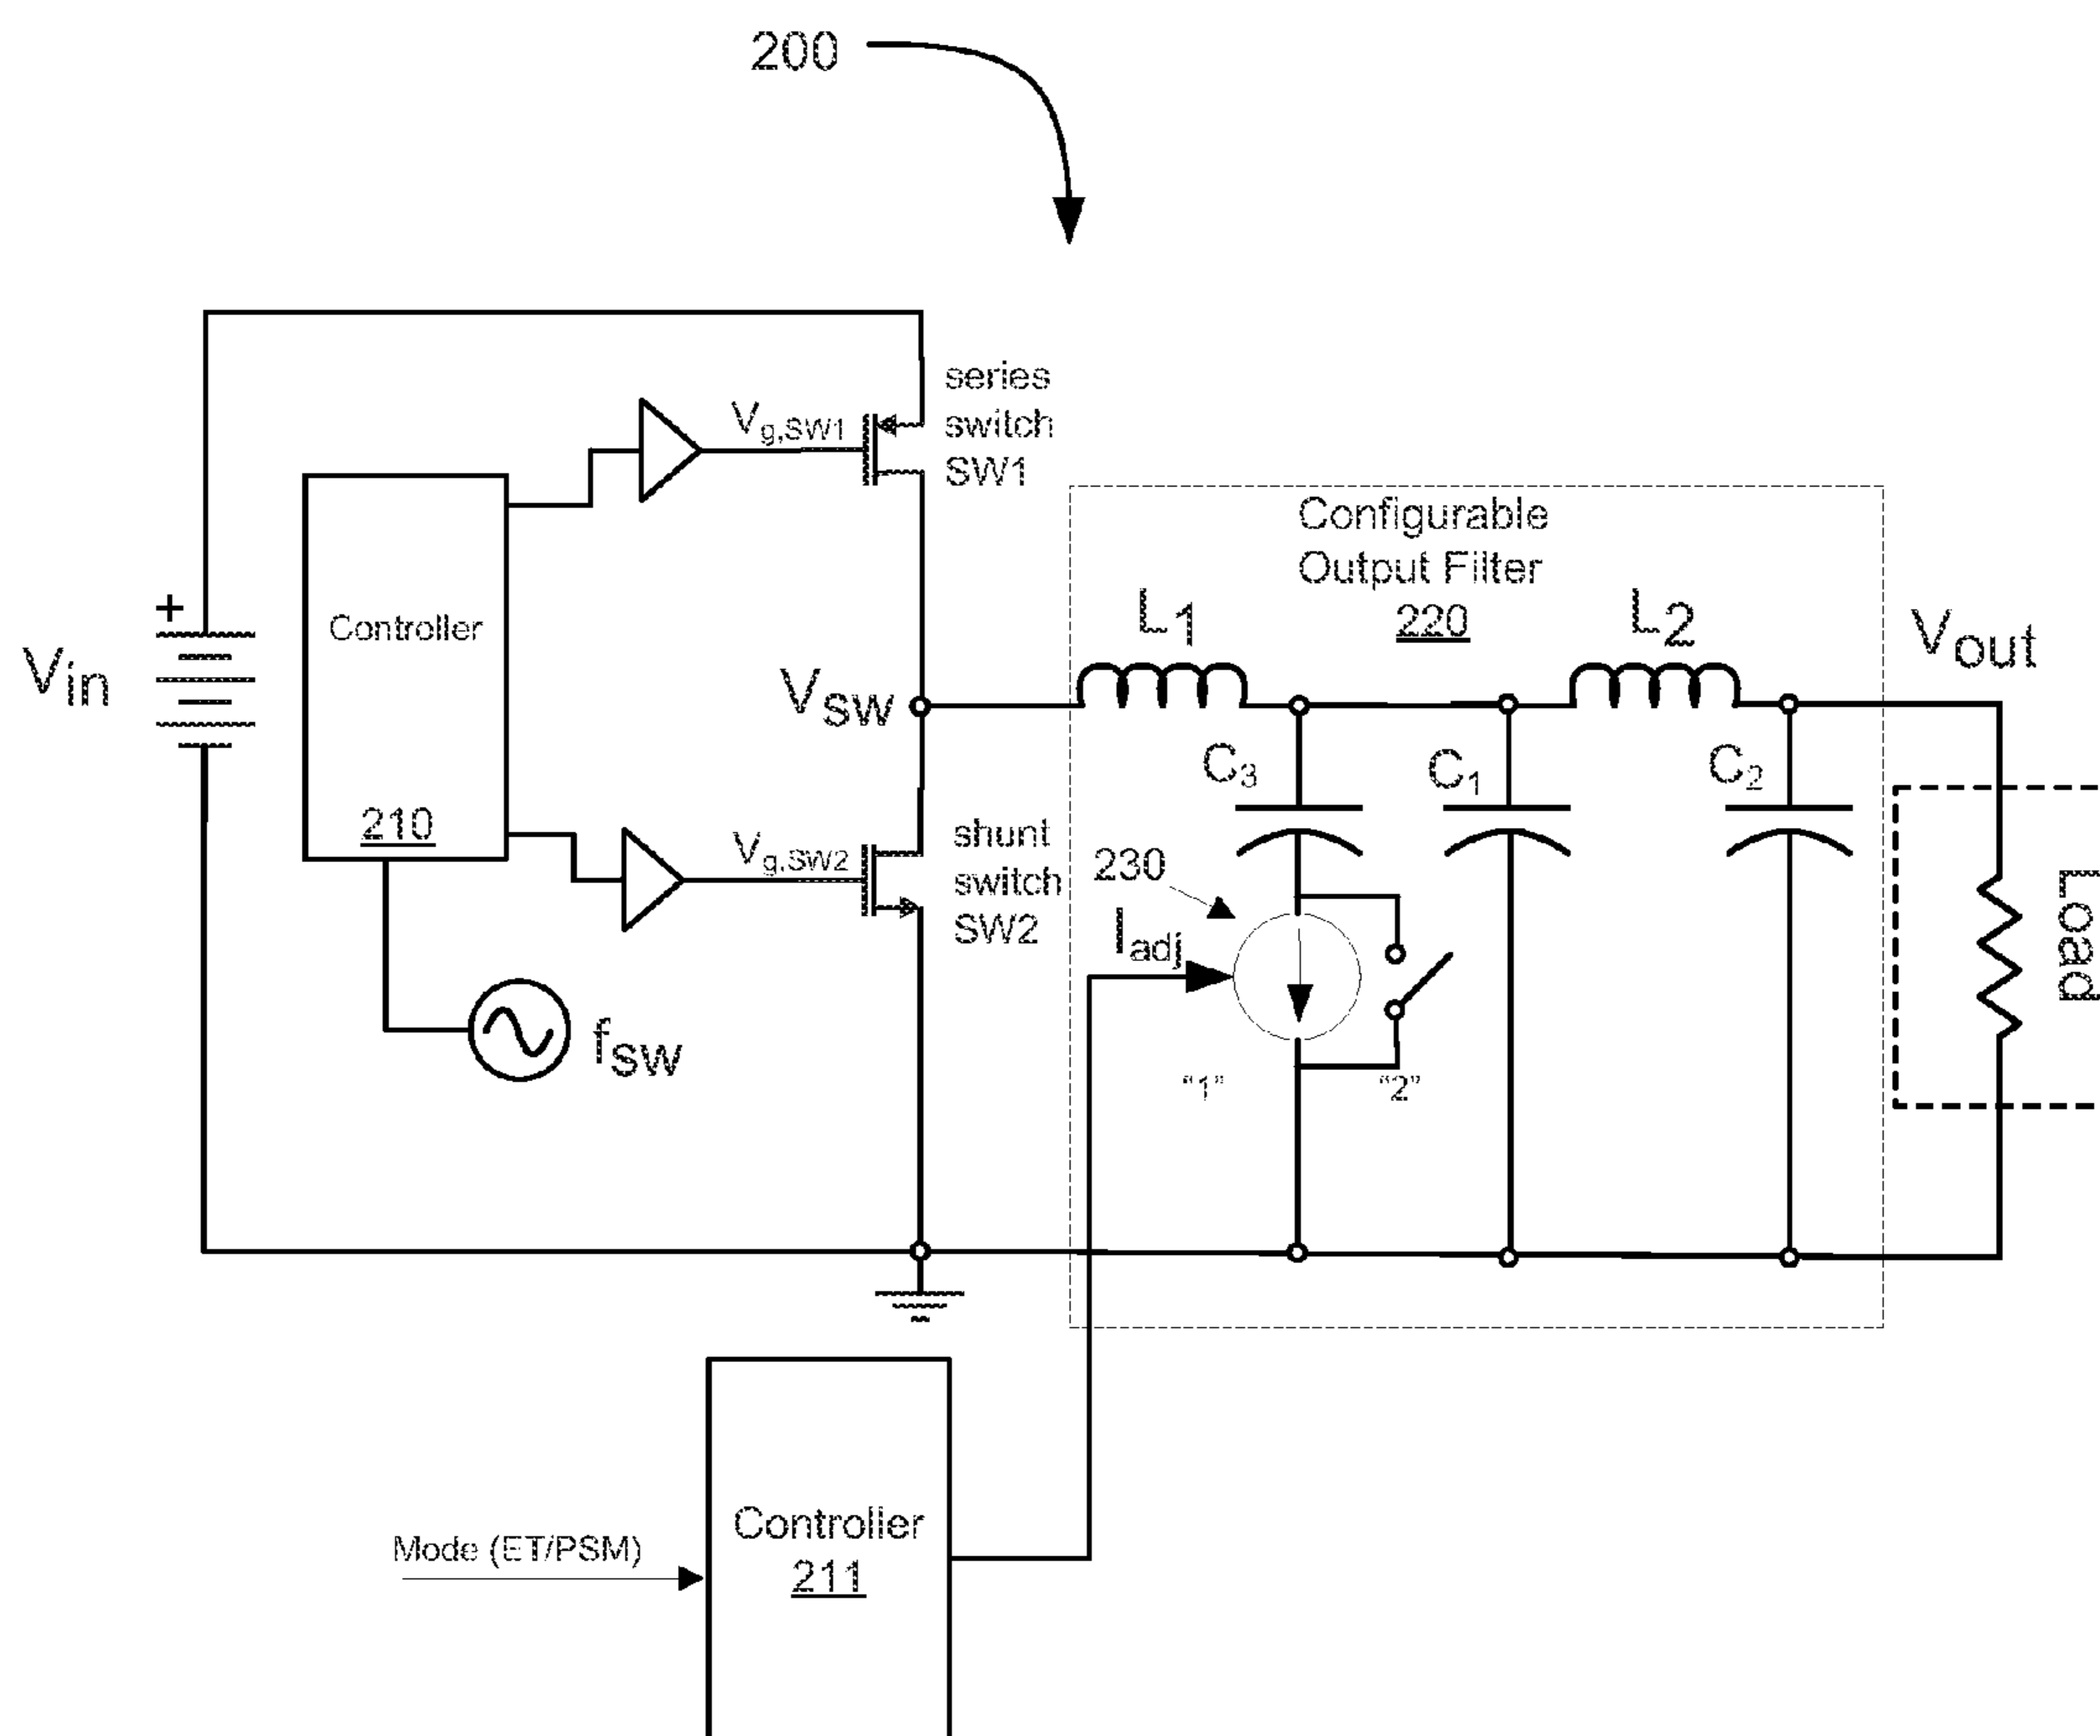 200
series
switch
SW1
Vg,SW1
Configurable
Output Filter
220
Controller
210
+
Vin
L1
L2
Vout
Vsw
C3
C1
C2
Vg,SW2
shunt
switch
SW2
230
Iadj
Load
fsw
“1”
“2”
Controller
211
Mode (ET/PSM)